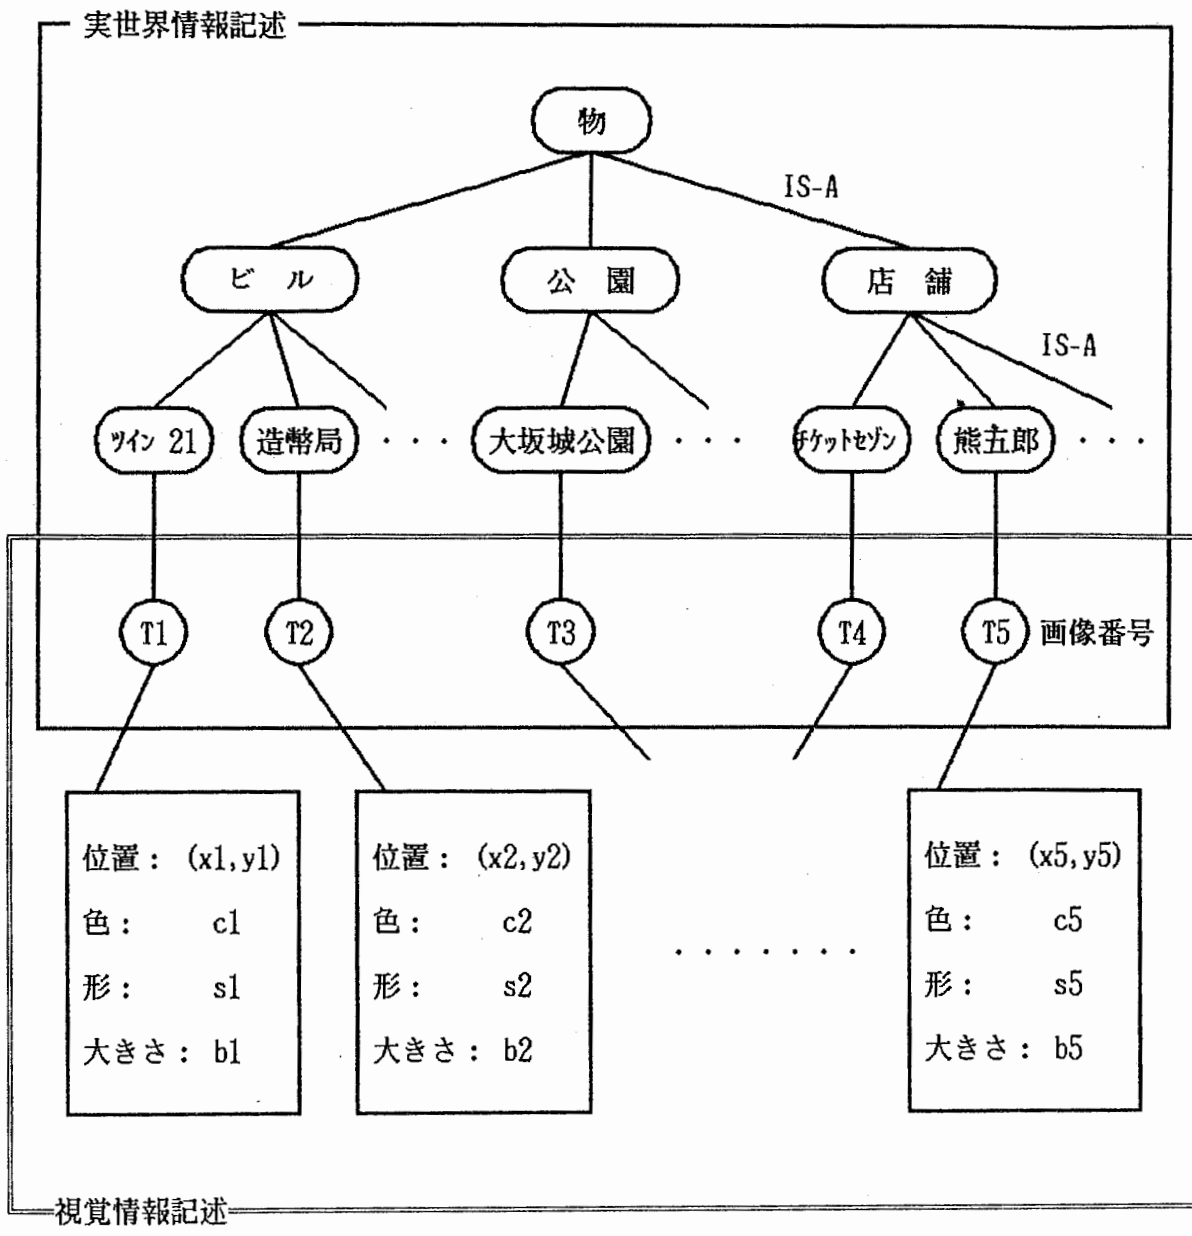 実世界情報記述
物
IS-A
ビル
公園
店舗
IS-A
ツイン 21
造幣局
・・・
大坂城公園
・・・
チケットセゾン
熊五郎
・・・
T1
T2
T3
T4
T5
画像番号
位置: (x1,y1)
色: c1
形: s1
大きさ: b1
位置: (x2,y2)
色: c2
形: s2
大きさ: b2
・・・・・・・
位置: (x5,y5)
色: c5
形: s5
大きさ: b5
視覚情報記述